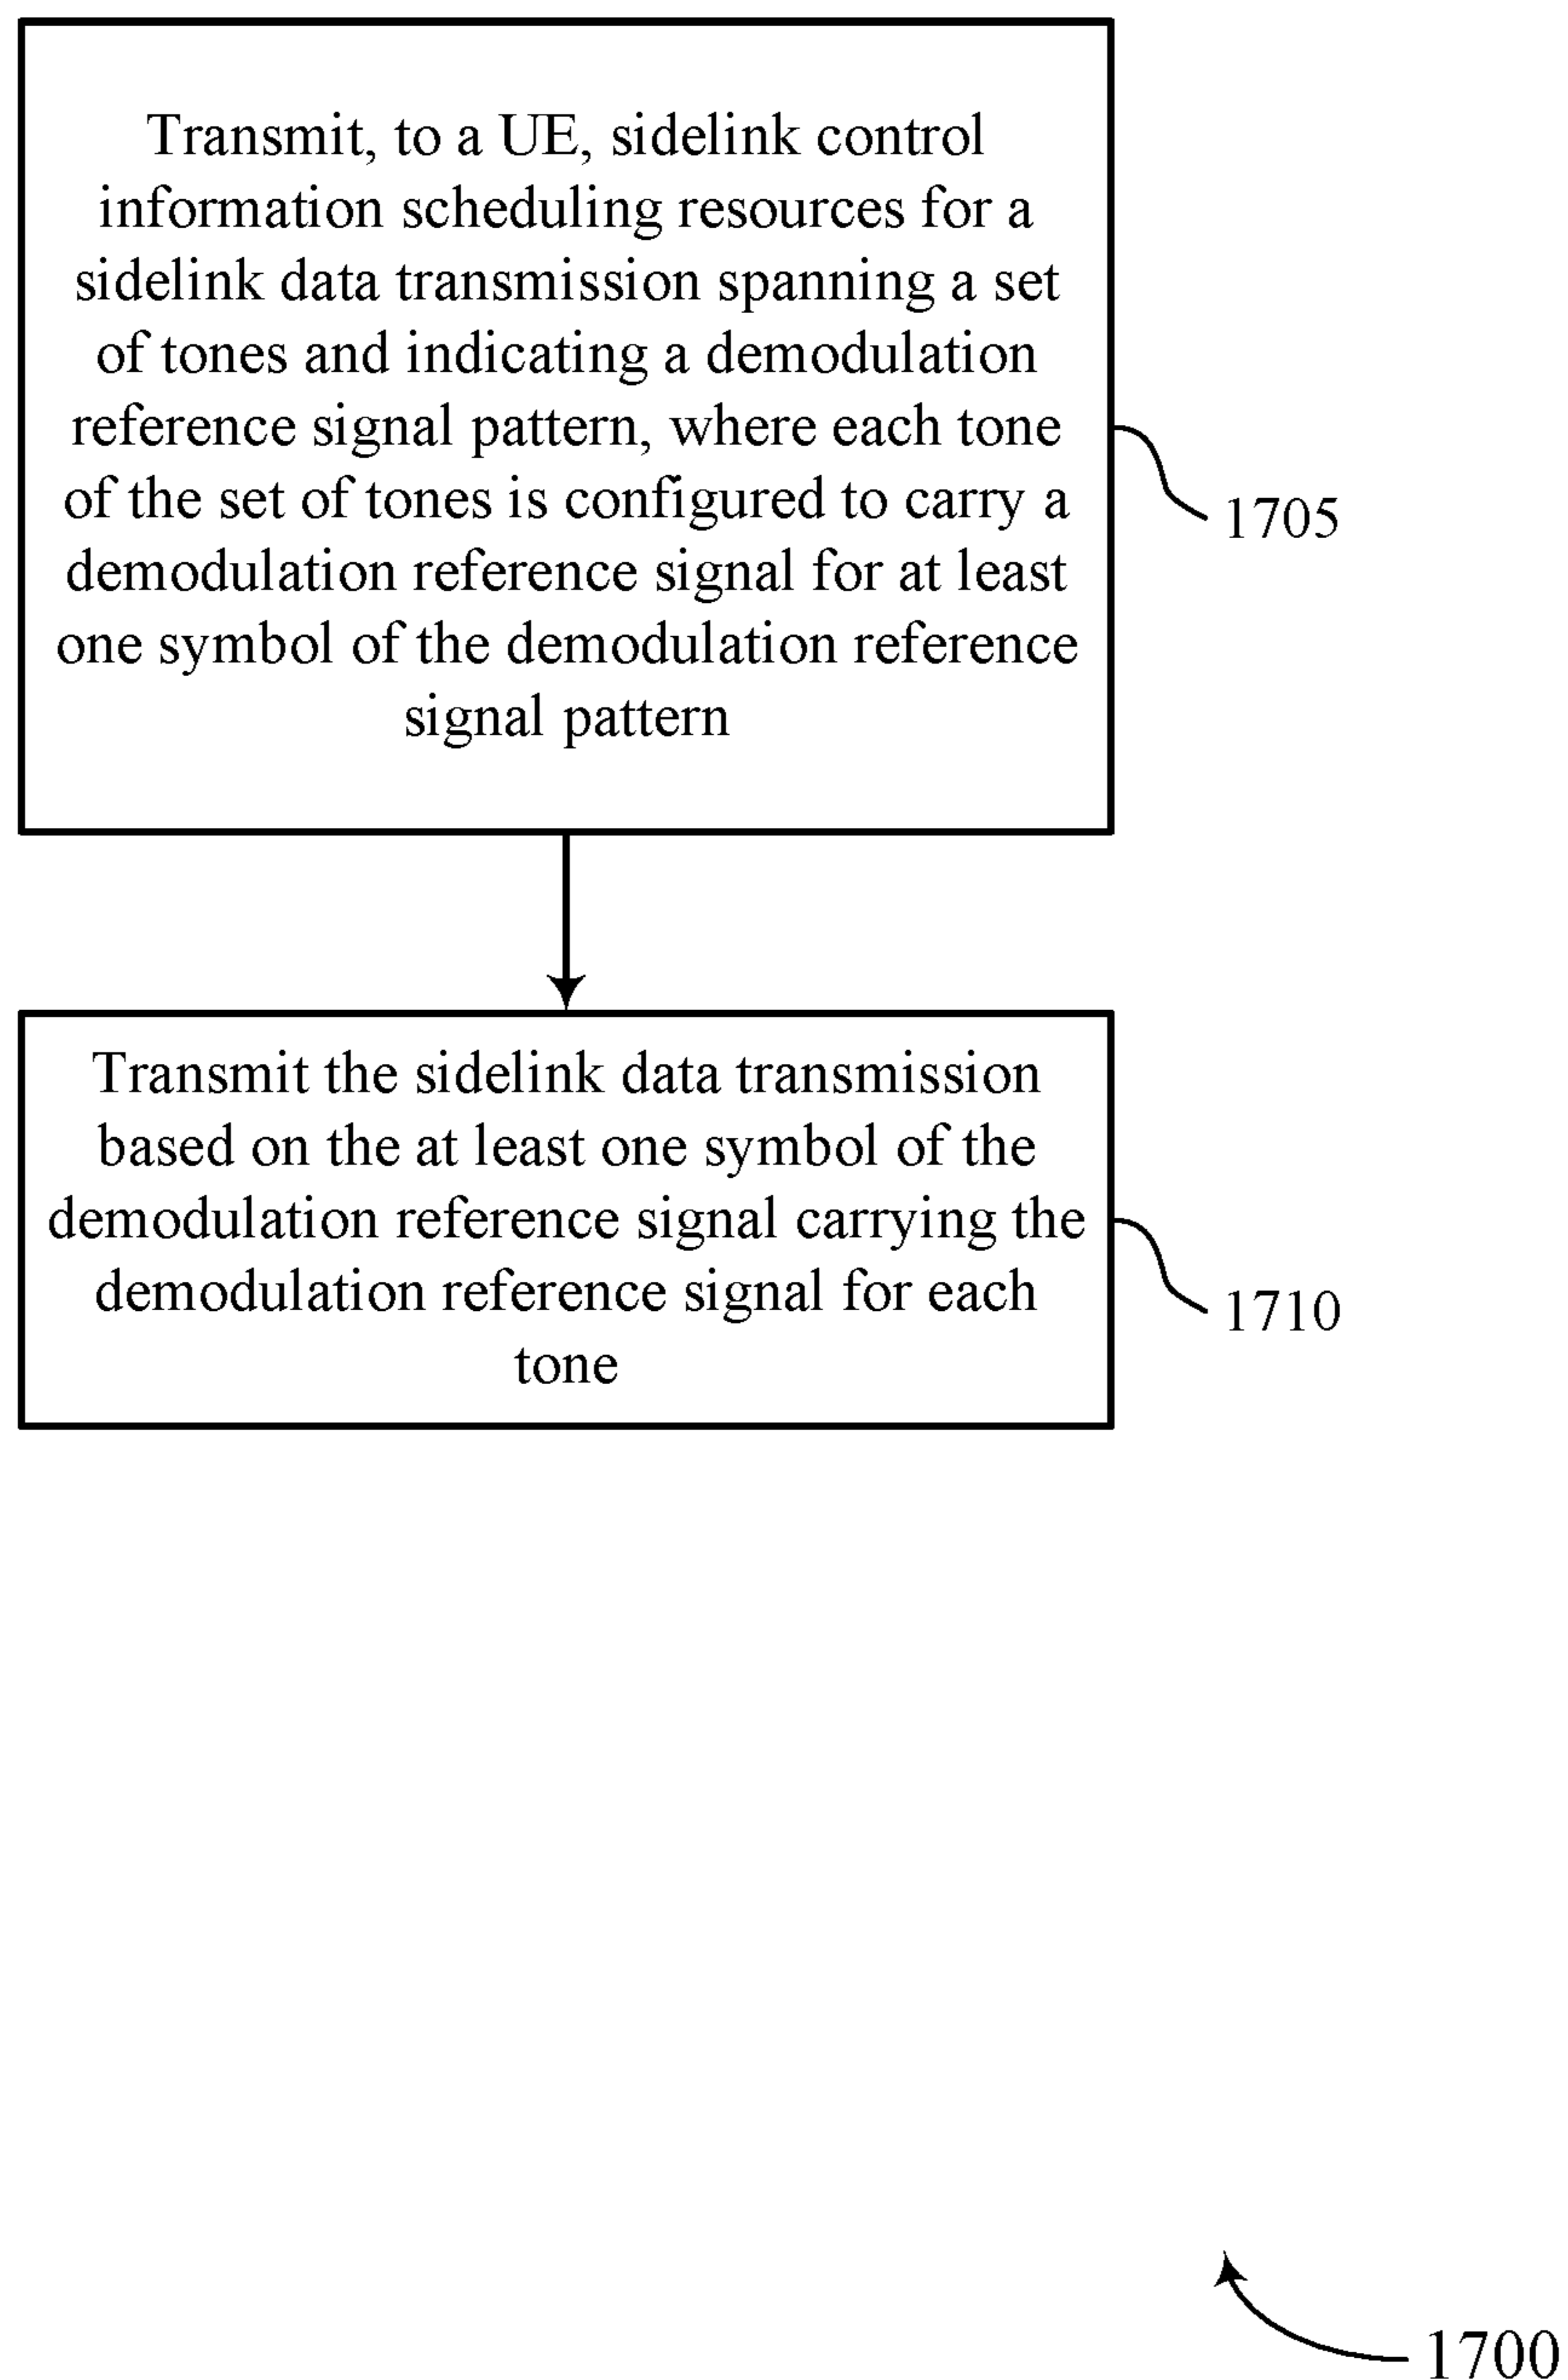 Transmit, to a UE, sidelink control
information scheduling resources for a
sidelink data transmission spanning a set
of tones and indicating a demodulation
reference signal pattern, where each tone
of the set of tones is configured to carry a
demodulation reference signal for at least
one symbol of the demodulation reference
signal pattern
1705
Transmit the sidelink data transmission
based on the at least one symbol of the
demodulation reference signal carrying the
demodulation reference signal for each
tone
1710
1700